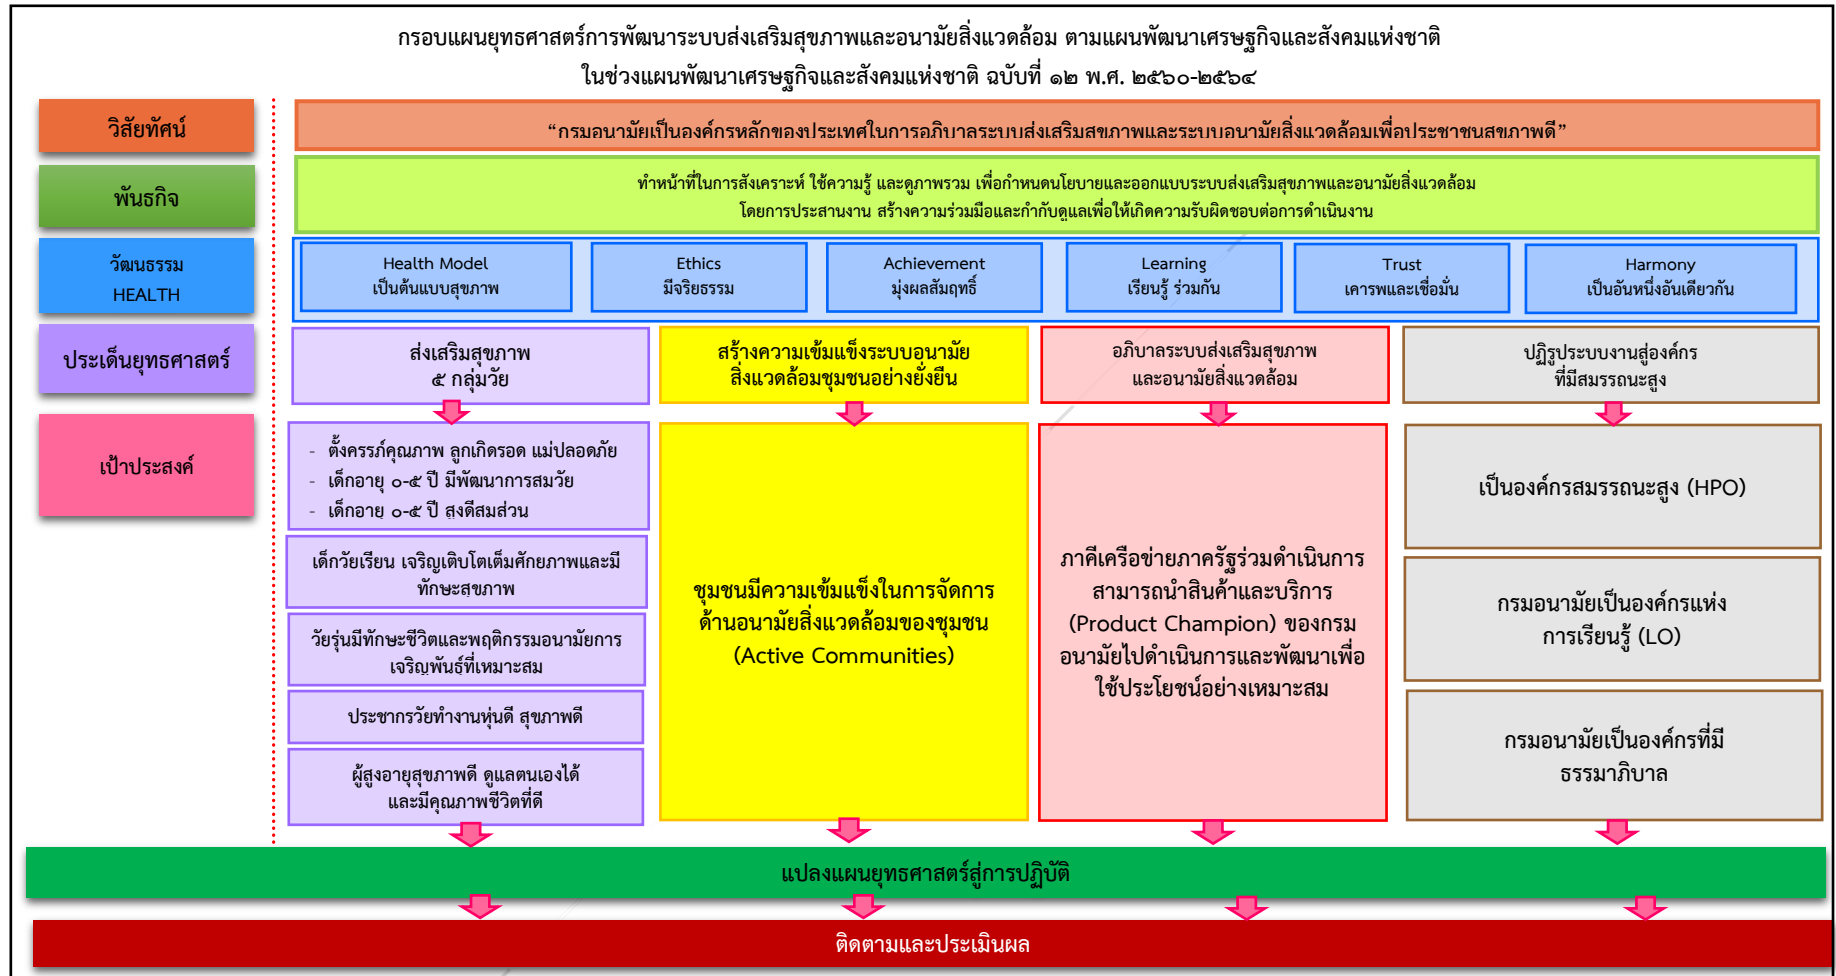 กรอบแผนยุทธศาสตร์การพัฒนาระบบส่งเสริมสุขภาพและอนามัยสิ่งแวดล้อม ตามแผนพัฒนาเศรษฐกิจและสังคมแห่งชาติ
ในช่วงแผนพัฒนาเศรษฐกิจและสังคมแห่งชาติ ฉบับที่ ๑๒ พ.ศ. ๒๕๖๐-๒๕๖๔
วิสัยทัศน์
“กรมอนามัยเป็นองค์กรหลักของประเทศในการอภิบาลระบบส่งเสริมสุขภาพและระบบอนามัยสิ่งแวดล้อมเพื่อประชาชนสุขภาพดี”
พันธกิจ
ทำหน้าที่ในการสังเคราะห์ ใช้ความรู้ และดูภาพรวม เพื่อกำหนดนโยบายและออกแบบระบบส่งเสริมสุขภาพและอนามัยสิ่งแวดล้อม
โดยการประสานงาน สร้างความร่วมมือและกำกับดูแลเพื่อให้เกิดความรับผิดชอบต่อการดำเนินงาน
วัฒนธรรม
HEALTH
Health Model
เป็นต้นแบบสุขภาพ
Ethics
มีจริยธรรม
Achievement
มุ่งผลสัมฤทธิ์
Learning
เรียนรู้ ร่วมกัน
Trust
เคารพและเชื่อมั่น
Harmony
เป็นอันหนึ่งอันเดียวกัน
ประเด็นยุทธศาสตร์
ส่งเสริมสุขภาพ
๕ กลุ่มวัย
สร้างความเข้มแข็งระบบอนามัย
สิ่งแวดล้อมชุมชนอย่างยั่งยืน
อภิบาลระบบส่งเสริมสุขภาพ
และอนามัยสิ่งแวดล้อม
ปฏิรูประบบงานสู่องค์กร
ที่มีสมรรถนะสูง
เป้าประสงค์
- ตั้งครรภ์คุณภาพ ลูกเกิดรอด แม่ปลอดภัย
- เด็กอายุ ๐-๕ ปี มีพัฒนาการสมวัย
- เด็กอายุ ๐-๕ ปี สูงดีสมส่วน
เด็กวัยเรียน เจริญเติบโตเต็มศักยภาพและมี
ทักษะสุขภาพ
วัยรุ่นมีทักษะชีวิตและพฤติกรรมอนามัยการ
เจริญพันธุ์ที่เหมาะสม
ประชากรวัยทำงานหุ่นดี สุขภาพดี
ผู้สูงอายุสุขภาพดี ดูแลตนเองได้
และมีคุณภาพชีวิตที่ดี
ชุมชนมีความเข้มแข็งในการจัดการ
ด้านอนามัยสิ่งแวดล้อมของชุมชน
(Active Communities)
ภาคีเครือข่ายภาครัฐร่วมดำเนินการ
สามารถนำสินค้าและบริการ
(Product Champion) ของกรม
อนามัยไปดำเนินการและพัฒนาเพื่อ
ใช้ประโยชน์อย่างเหมาะสม
เป็นองค์กรสมรรถนะสูง (HPO)
กรมอนามัยเป็นองค์กรแห่ง
การเรียนรู้ (LO)
กรมอนามัยเป็นองค์กรที่มี
ธรรมาภิบาล
แปลงแผนยุทธศาสตร์สู่การปฏิบัติ
ติดตามและประเมินผล